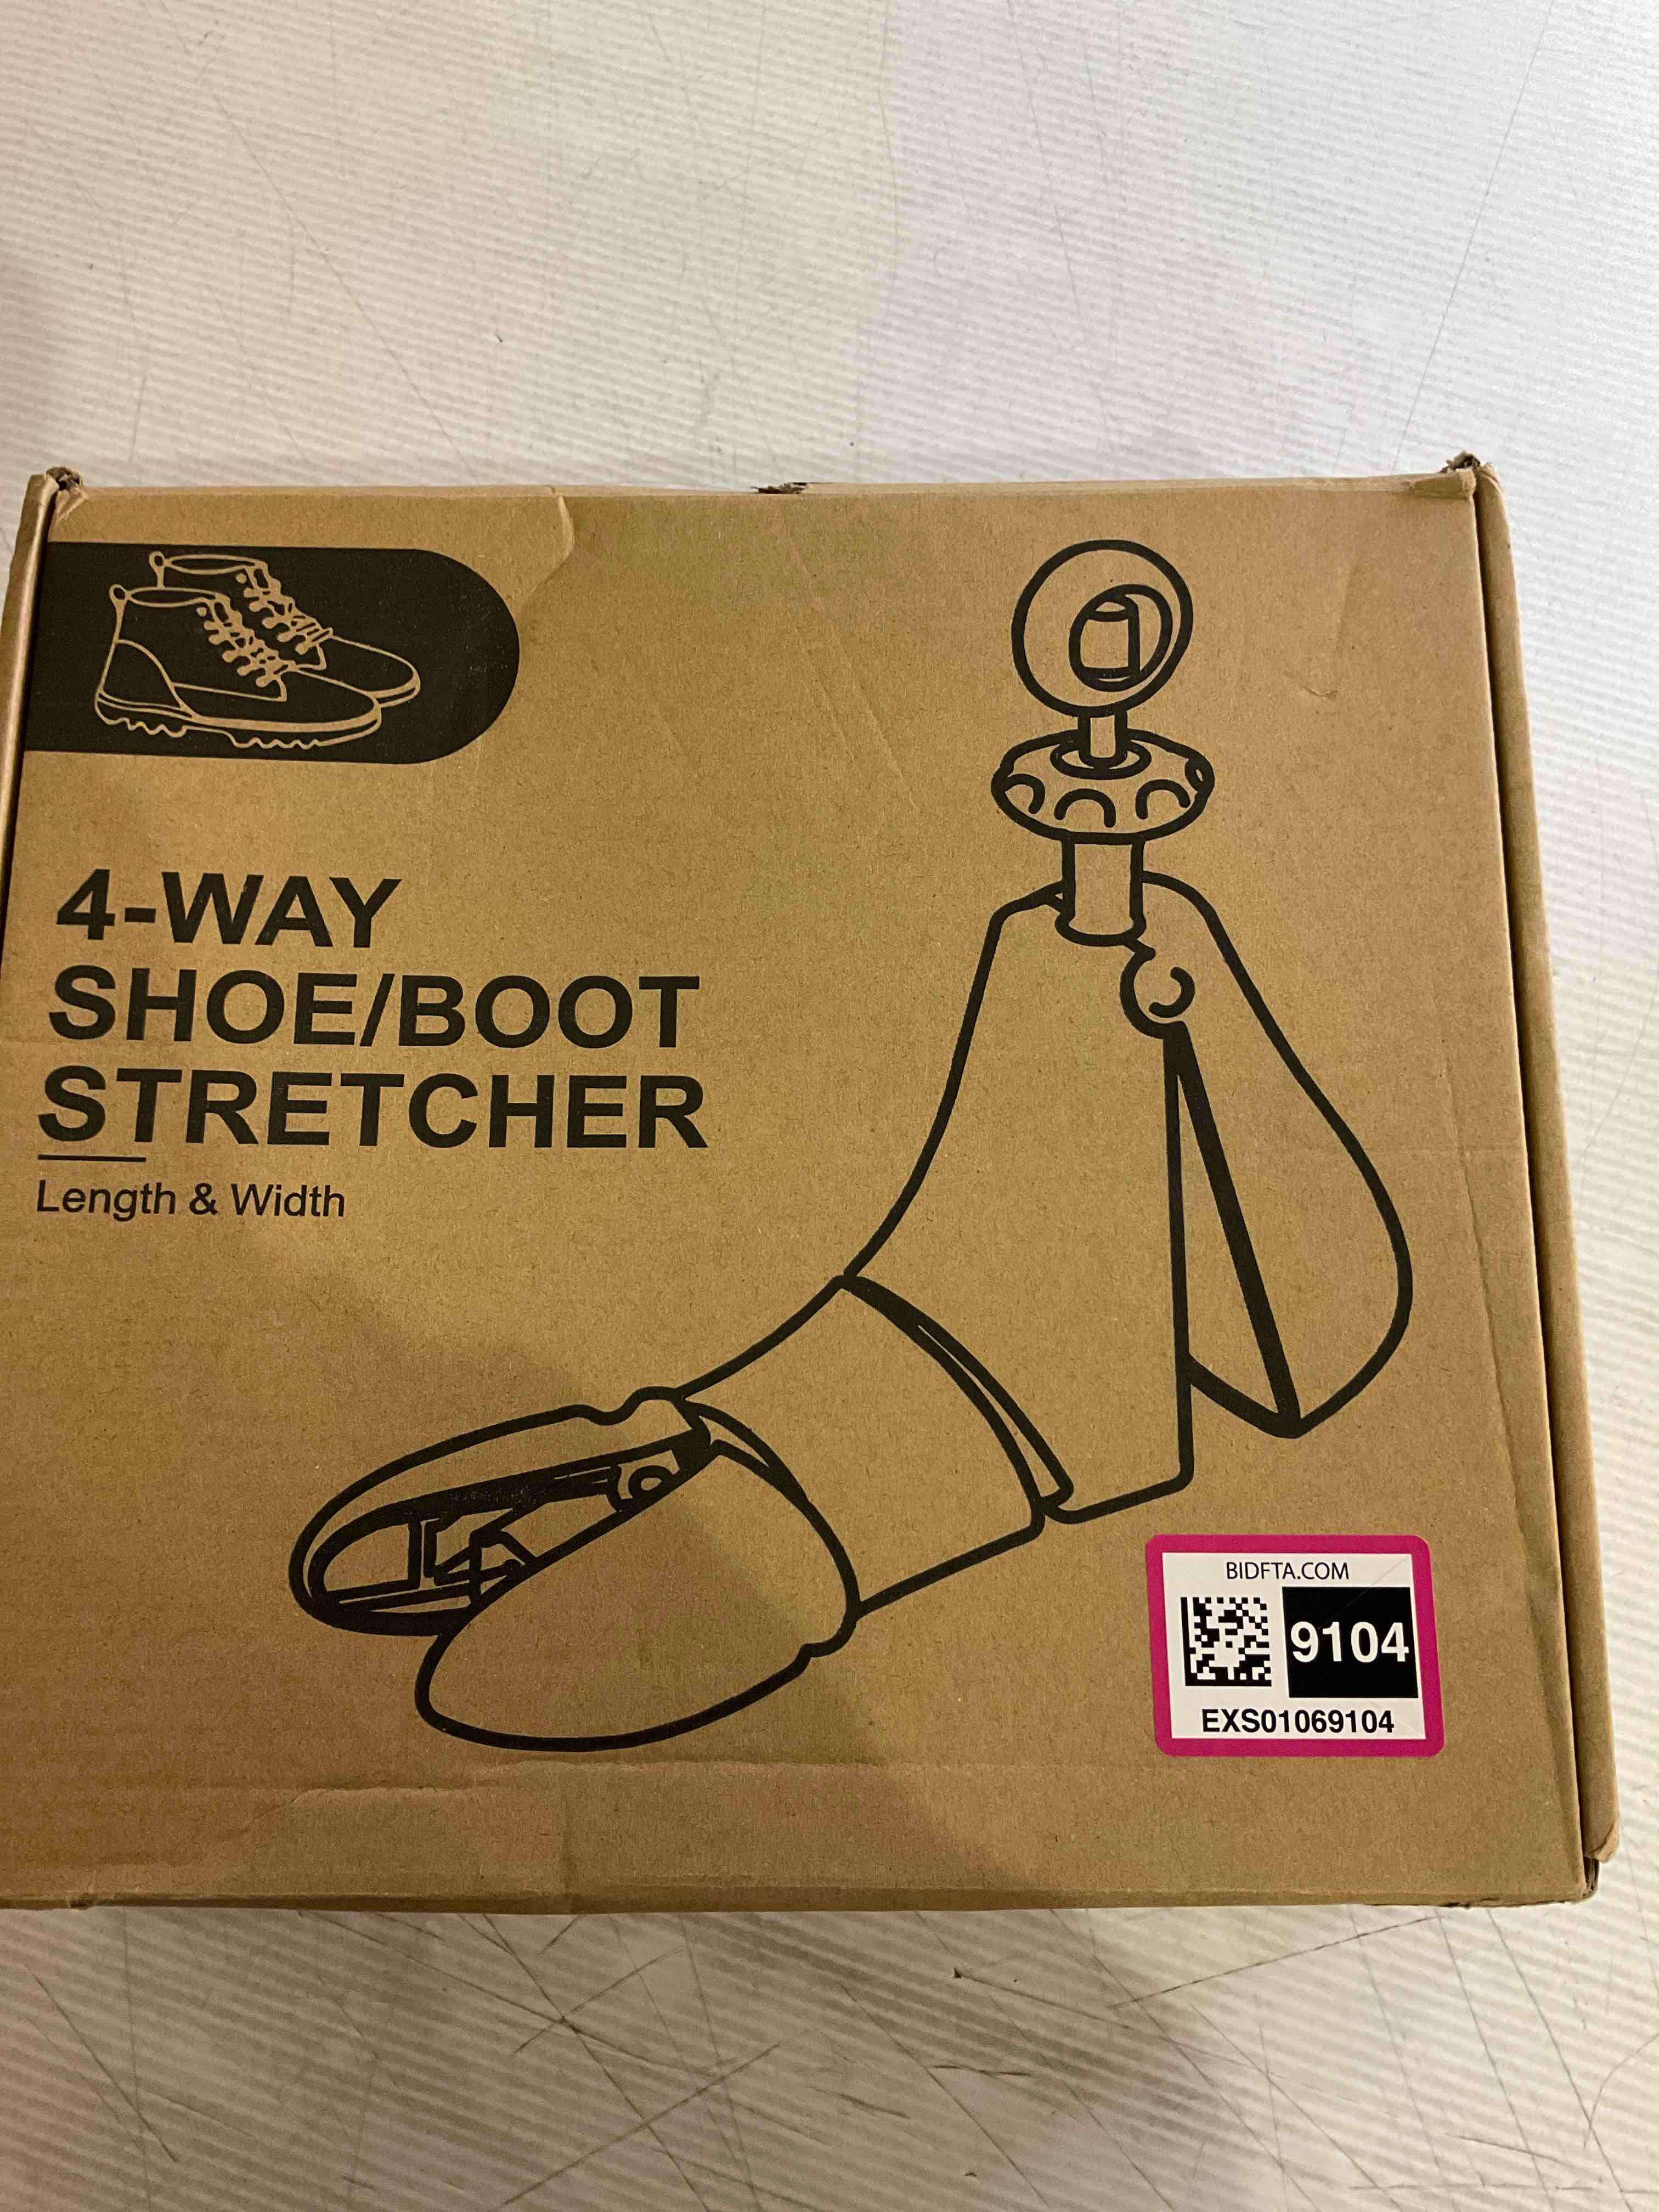 4-WAY
SHOE/BOOT
STRETCHER
Length & Width
BIDFTA.COM
9104
EXS01069104